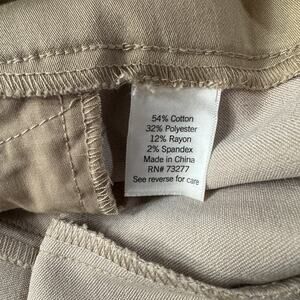 54% Cotton
32% Polyester
12% Rayon
2% Spandex
Made in China
RN# 73277
See reverse for care